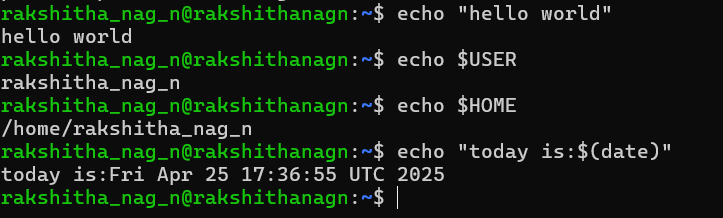 rakshitha_nag_n@rakshithanagn:~$ echo "hello world"
hello world
rakshitha_nag_n@rakshithanagn:~$ echo $USER
rakshitha_nag_n
rakshitha_nag_n@rakshithanagn:~$ echo $HOME
/home/rakshitha_nag_n
rakshitha_nag_n@rakshithanagn:~$ echo "today is:$(date)"
today is:Fri Apr 25 17:36:55 UTC 2025
rakshitha_nag_n@rakshithanagn:~$